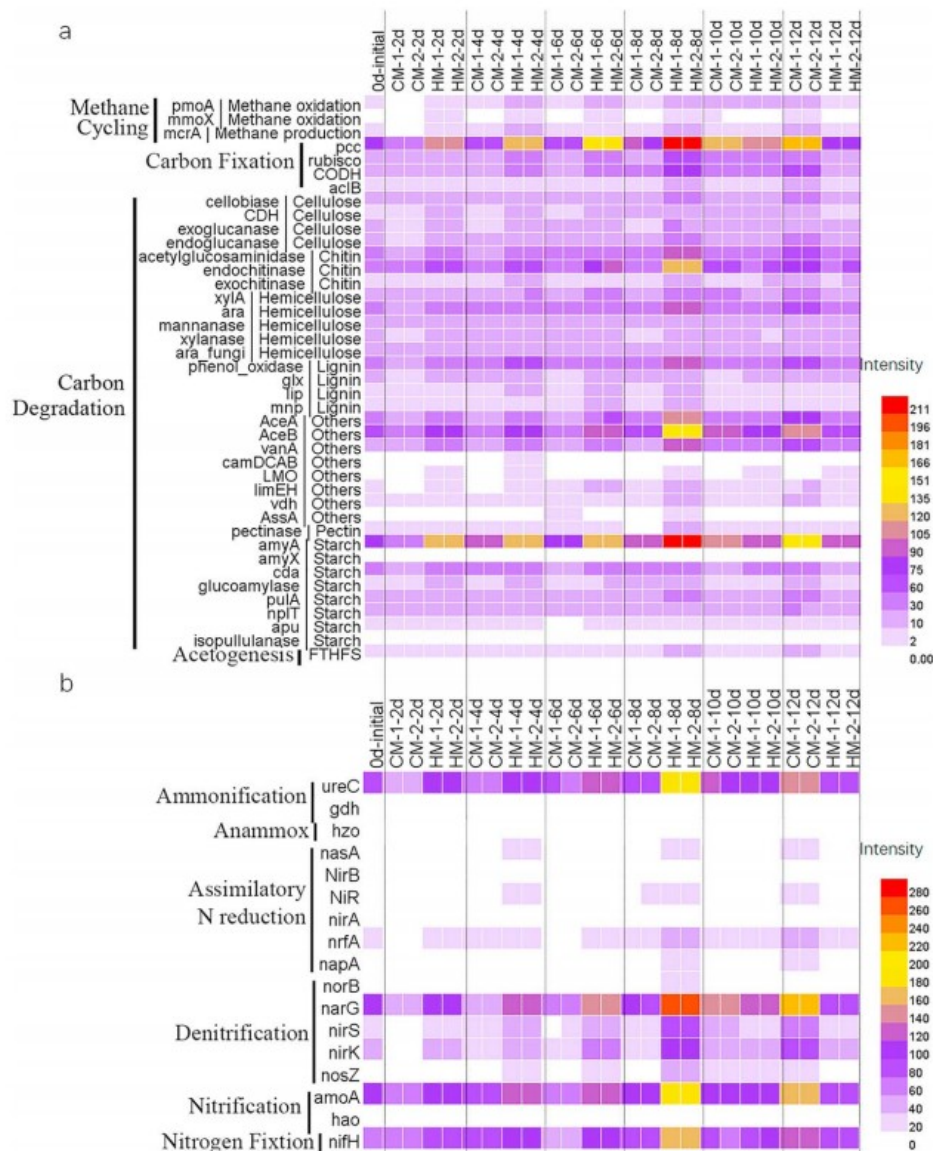 a
0d-initial CM-1-2d CM-2-2d HM-1-2d HM-2-2d CM-1-4d CM-2-4d HM-1-4d HM-2-4d CM-1-6d CM-2-6d HM-1-6d HM-2-6d CM-1-8d CM-2-8d HM-1-8d HM-2-8d CM-1-10d CM-2-10d HM-1-10d HM-2-10d CM-1-12d CM-2-12d HM-1-12d HM-2-12d
Methane
Cycling
pmoA | Methane oxidation
mmoX | Methane oxidation
mcrA | Methane production
Carbon Fixation
pcc
rubisco
CODH
aclB
Carbon
Degradation
cellobiase | Cellulose
CDH | Cellulose
exoglucanase | Cellulose
endoglucanase | Cellulose
acetylglucosaminidase | Chitin
endochitinase | Chitin
exochitinase | Chitin
xylA | Hemicellulose
ara | Hemicellulose
mannanase | Hemicellulose
xylanase | Hemicellulose
ara_fungi | Hemicellulose
phenol_oxidase | Lignin
glx | Lignin
lip | Lignin
mnp | Lignin
AceA | Others
AceB | Others
vanA | Others
camDCAB | Others
LMO | Others
limEH | Others
vdh | Others
AssA | Others
pectinase | Pectin
amyA | Starch
amyX | Starch
cda | Starch
glucoamylase | Starch
pulA | Starch
nplT | Starch
apu | Starch
isopullulanase | Starch
Acetogenesis
FTHFS
Intensity
211
196
181
166
151
135
120
105
90
75
60
30
10
2
0.00
b
0d-initial CM-1-2d CM-2-2d HM-1-2d HM-2-2d CM-1-4d CM-2-4d HM-1-4d HM-2-4d CM-1-6d CM-2-6d HM-1-6d HM-2-6d CM-1-8d CM-2-8d HM-1-8d HM-2-8d CM-1-10d CM-2-10d HM-1-10d HM-2-10d CM-1-12d CM-2-12d HM-1-12d HM-2-12d
Ammonification
ureC
gdh
Anammox
hzo
Assimilatory
N reduction
nasA
NirB
NiR
nirA
nrfA
napA
Denitrification
norB
narG
nirS
nirK
nosZ
Nitrification
amoA
hao
Nitrogen Fixtion
nifH
Intensity
280
260
240
220
200
180
160
140
120
100
80
60
40
20
0